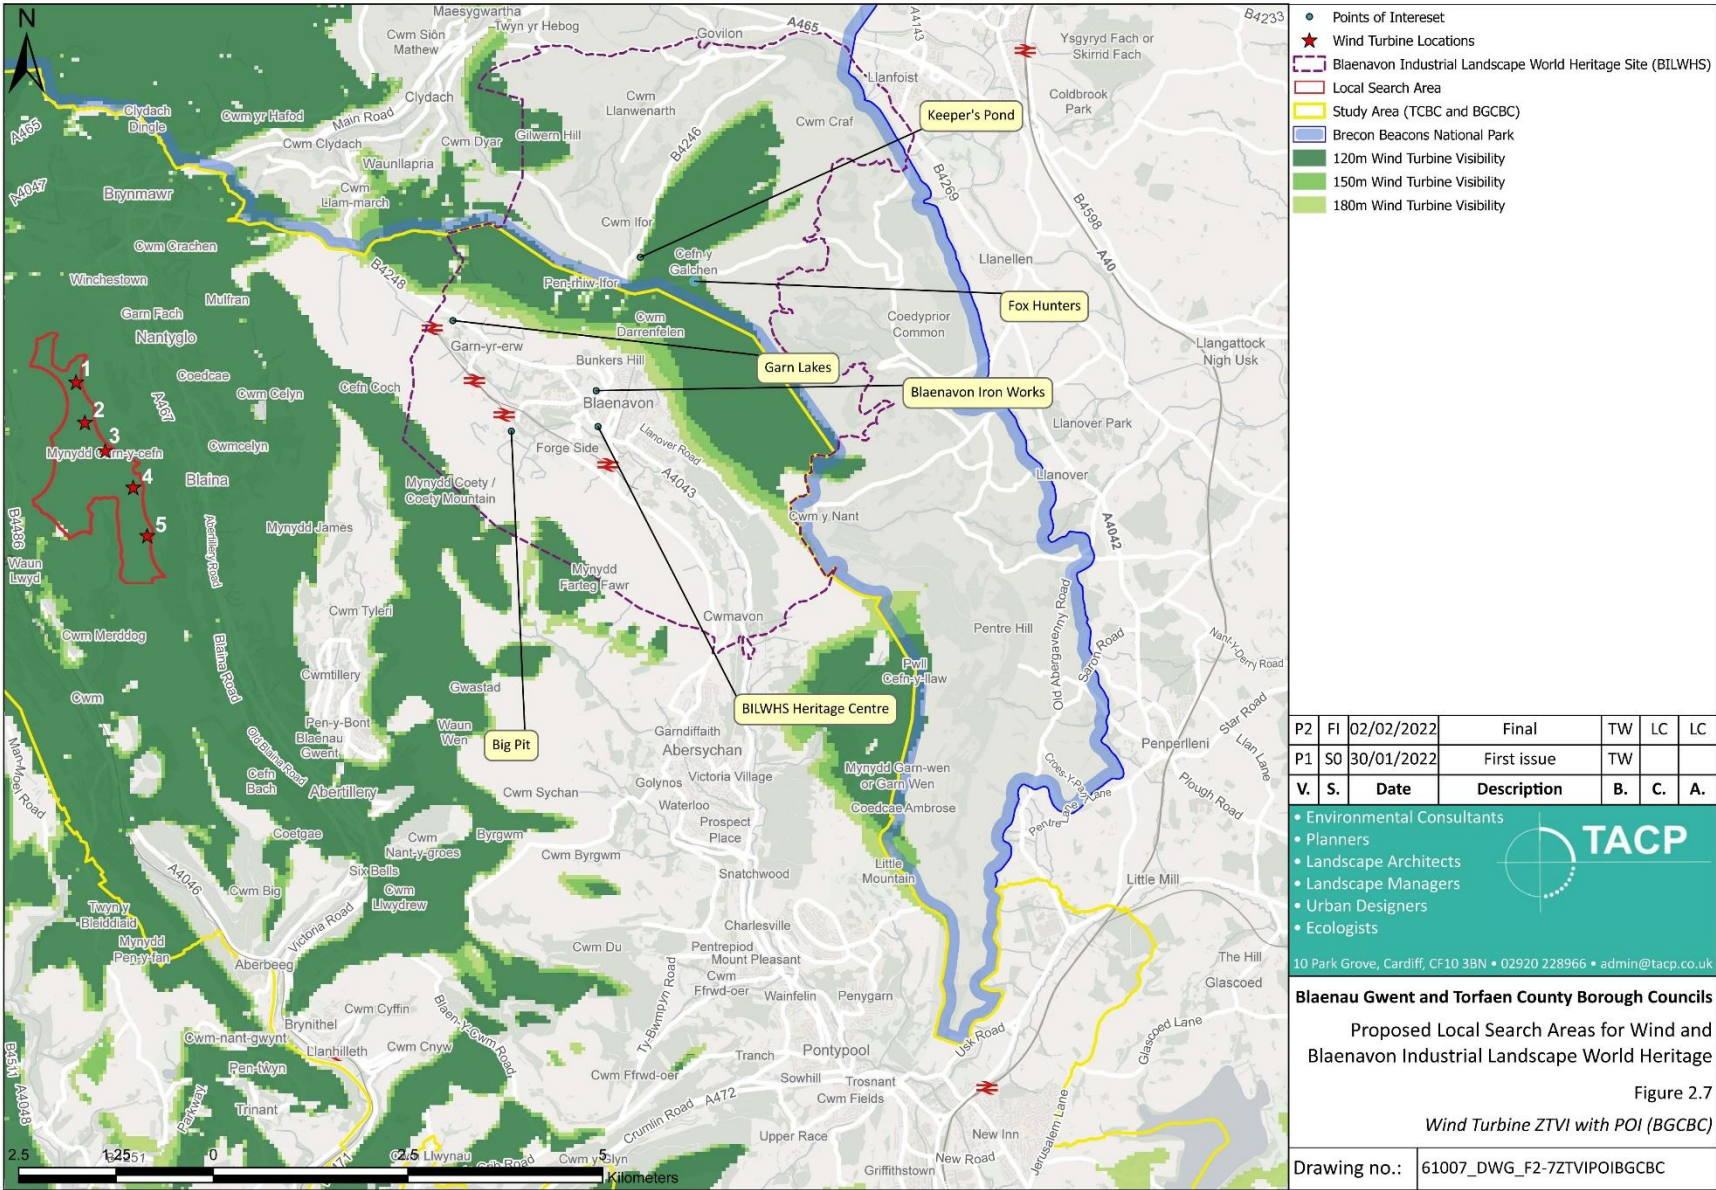 N
Maesygwartha
Twyn yr Hebog
Cwm Siôn
Mathew
Govilon
A465
A4143
B4233
Ysgyryd Fach or
Skirrid Fach
Llanfoist
Coldbrook
Park
Clydach
Cwm
Llanwenarth
Cwm Craf
Keeper's Pond
Clydach
Dingle
Cwm yr Hafod
Main Road
Cwm Dyar
Gilwern Hill
B4246
A465
Cwm Clydach
Waunllapria
B4269
A4047
Brynmawr
Cwm
Llam-march
B4598
A40
Cwm Ifor
Cwm Crachen
Cefn y
Galchen
Llanellen
B4248
Winchestown
Pen-rhiw-Ifor
Mulfran
Fox Hunters
Garn Fach
Nantyglo
Cwm
Darrenfelen
Coedyprior
Common
Garn-yr-erw
Llangattock
Nigh Usk
Bunkers Hill
Garn Lakes
1
Coedcae
Cwm Celyn
Cefn Coch
Blaenavon Iron Works
A467
Blaenavon
2
Llanover Park
3
Mynydd Carn-y-cefn
Cwmcelyn
Forge Side
Llanover Road
4
Blaina
Mynydd Coety /
Coety Mountain
A4043
Llanover
B4486
5
Mynydd James
Abertillery Road
Cwm y Nant
A4042
Waun
Lwyd
Mynydd
Farteg Fawr
Cwm Tyleri
Cwmavon
Cwm Merddog
Blaina Road
Pentre Hill
Old Abergavenny Road
Saron Road
Nant-Y-Derry Road
Pwll
Cefn-y-llaw
Cwmtillery
Gwastad
Cwm
BILWHS Heritage Centre
Star Road
Llan Lane
Pen-y-Bont
Blaenau
Gwent
Waun
Wen
Big Pit
Garndiffaith
Abersychan
Penperlleni
Man-Moel Road
Old Blaina Road
Cefn
Bach
Abertillery
Golynos
Victoria Village
Mynydd Garn-wen
or Garn Wen
Plough Road
Cwm Sychan
Waterloo
Coedcae Ambrose
Prospect
Place
Pentre Lane
Coetgae
Cwm
Nant-y-groes
Byrgwm
Cwm Byrgwm
A4046
Six Bells
Little
Mountain
Snatchwood
Little Mill
Cwm Big
Cwm
Llwydrew
Twyn y
Bleiddiaid
Victoria Road
Charlesville
Mynydd
Pen-y-fan
Cwm Du
Pentrepiod
Mount Pleasant
Aberbeeg
The Hill
Cwm
Ffrwd-oer
Wainfelin
Penygarn
Glascoed
Ty-Bwmpyn Road
Cwm Cyffin
Blaen-Y-Cwm Road
Brynithel
Cwm-nant-gwynt
Llanhilleth
Cwm Cnyw
Usk Road
Glascoed Lane
Tranch
Pontypool
Pen-twyn
Cwm Ffrwd-oer
Sowhill
Trosnant
Cwm Fields
B4511
A4048
Parkway
Trinant
Crumlin Road
A472
Upper Race
New Inn
Jerusalem Lane
New Road
Griffithstown
Cwm Llwynau
Cwm y Glyn
2.5
1.25
0
2.5
5
Kilometers
Points of Intereset
Wind Turbine Locations
Blaenavon Industrial Landscape World Heritage Site (BILWHS)
Local Search Area
Study Area (TCBC and BGCBC)
Brecon Beacons National Park
120m Wind Turbine Visibility
150m Wind Turbine Visibility
180m Wind Turbine Visibility
P2 FI 02/02/2022 Final TW LC LC
P1 S0 30/01/2022 First issue TW
V. S. Date Description B. C. A.
• Environmental Consultants
• Planners
• Landscape Architects
• Landscape Managers
• Urban Designers
• Ecologists
TACP
10 Park Grove, Cardiff, CF10 3BN • 02920 228966 • admin@tacp.co.uk
Blaenau Gwent and Torfaen County Borough Councils
Proposed Local Search Areas for Wind and
Blaenavon Industrial Landscape World Heritage
Figure 2.7
Wind Turbine ZTVI with POI (BGCBC)
Drawing no.: 61007_DWG_F2-7ZTVIPOIBGCBC